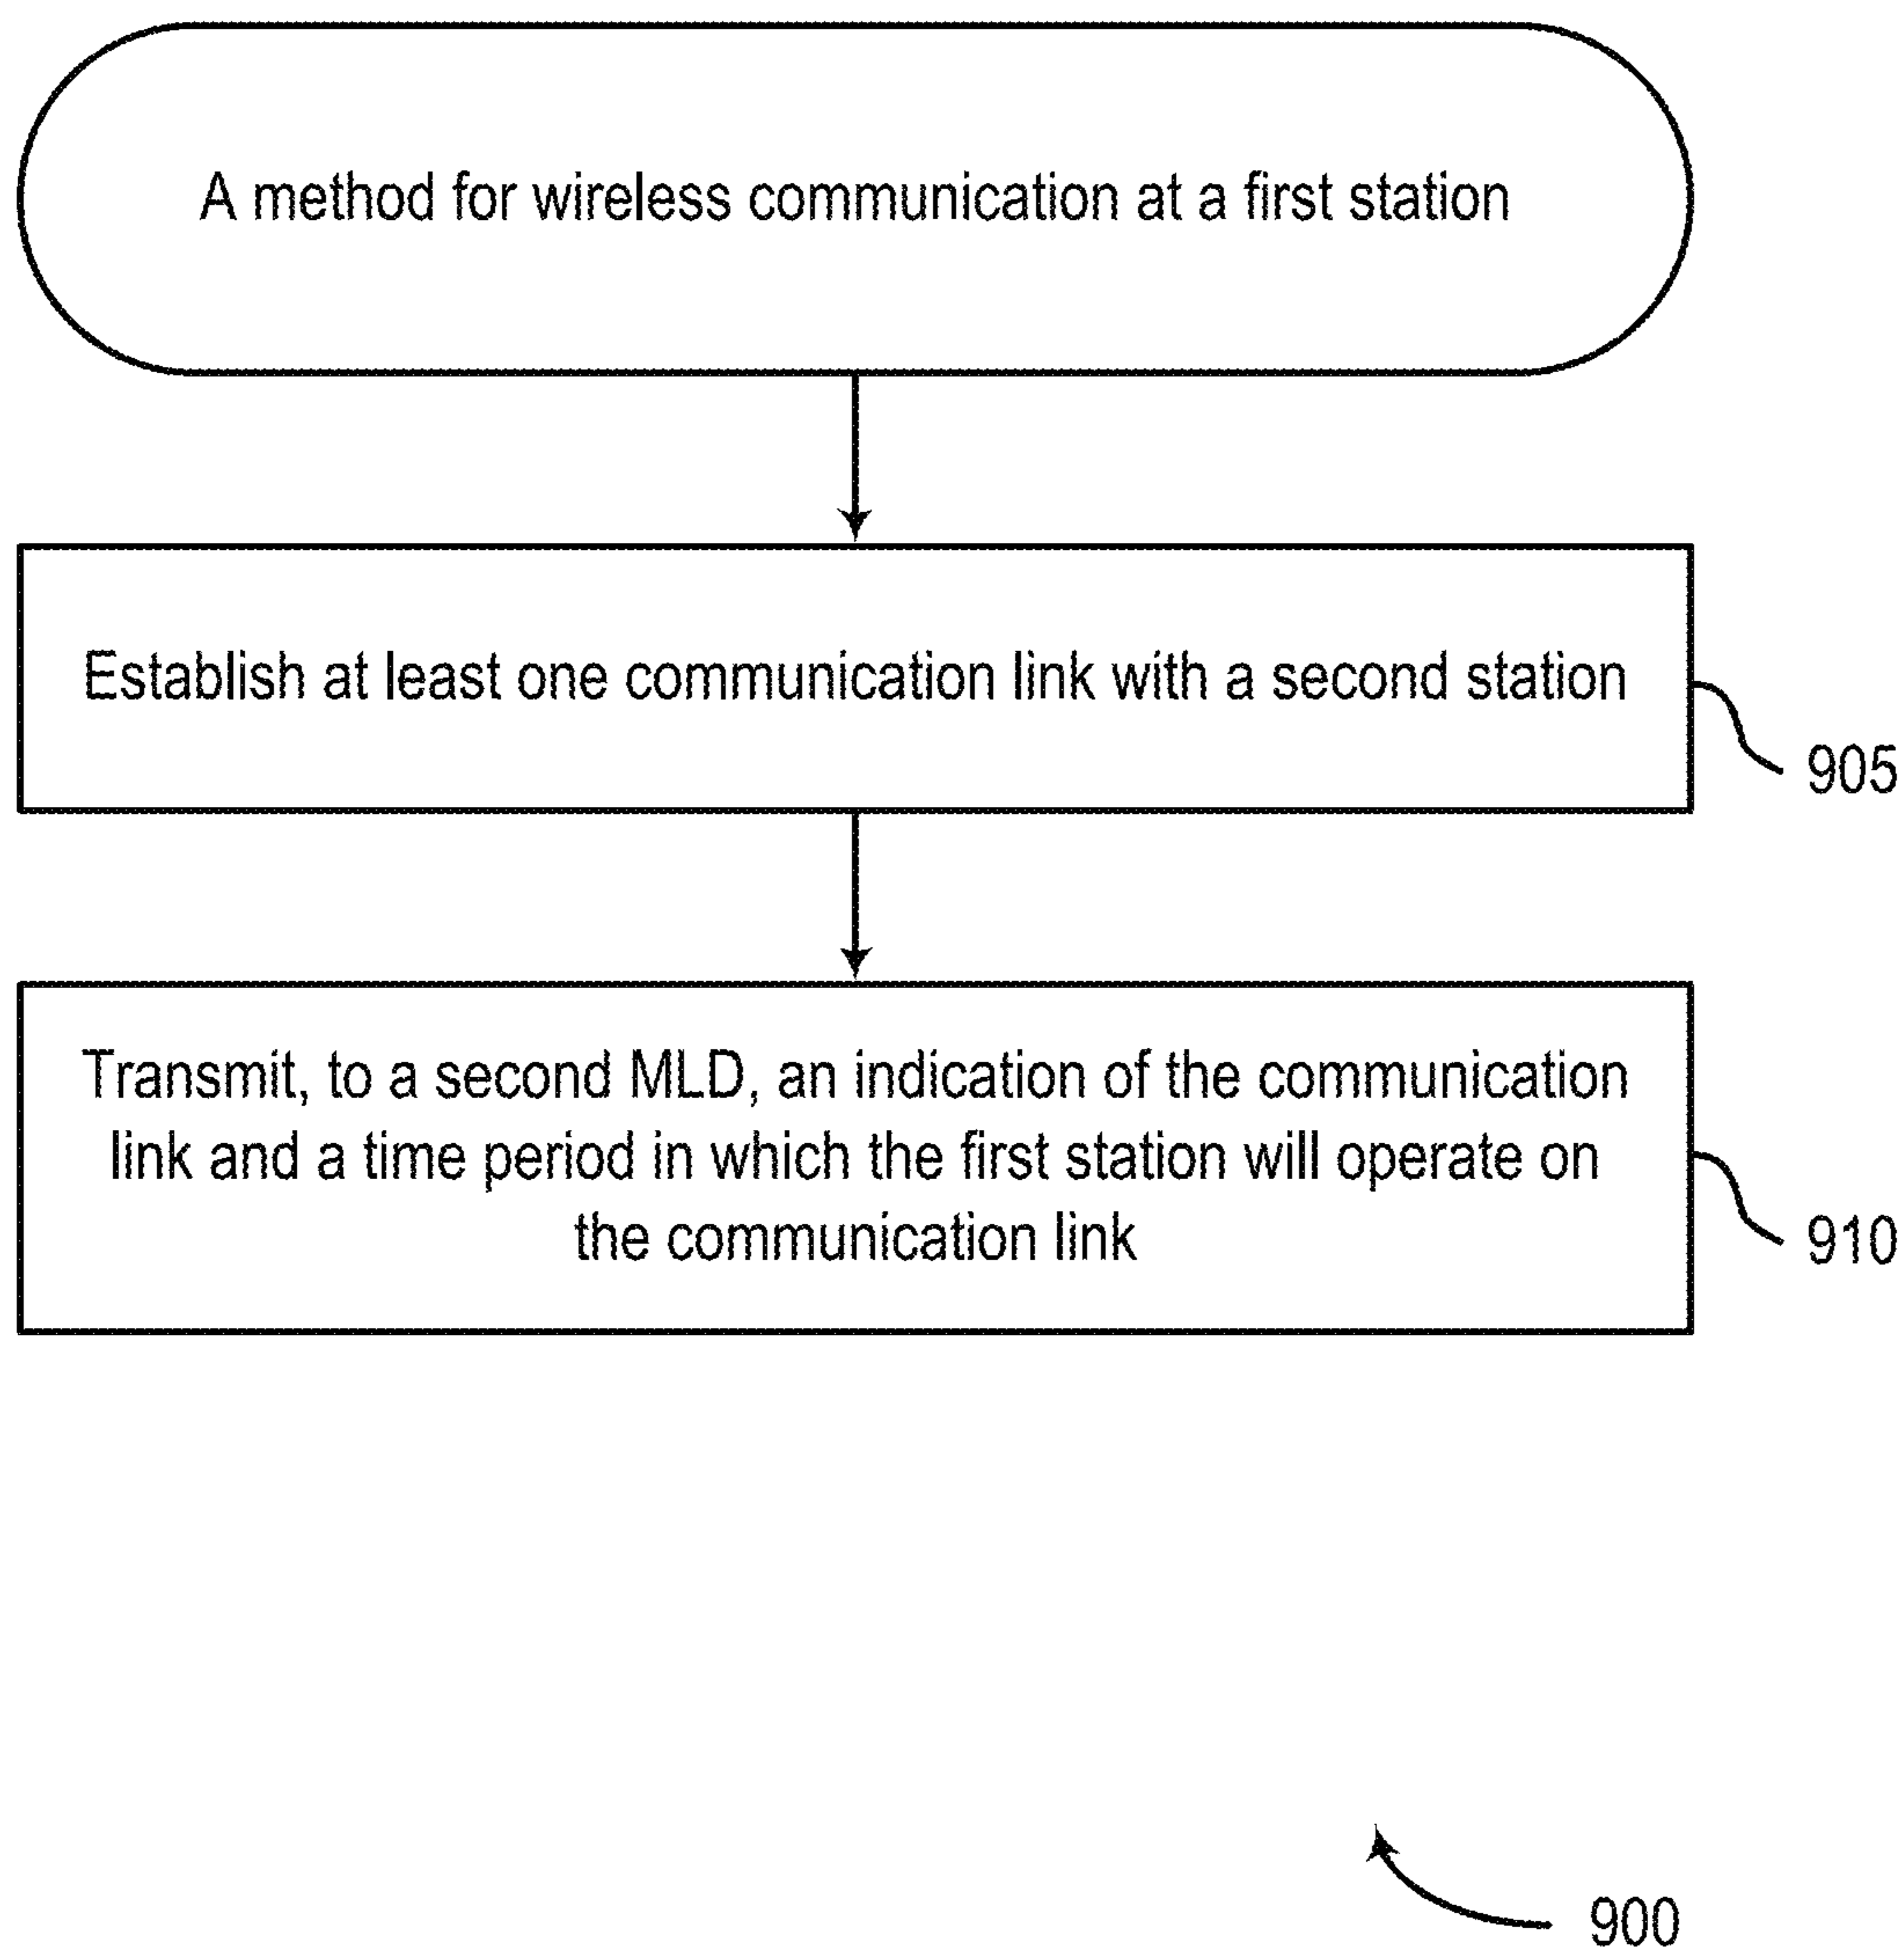 A method for wireless communication at a first station
Establish at least one communication link with a second station
905
Transmit, to a second MLD, an indication of the communication
link and a time period in which the first station will operate on
the communication link
910
900